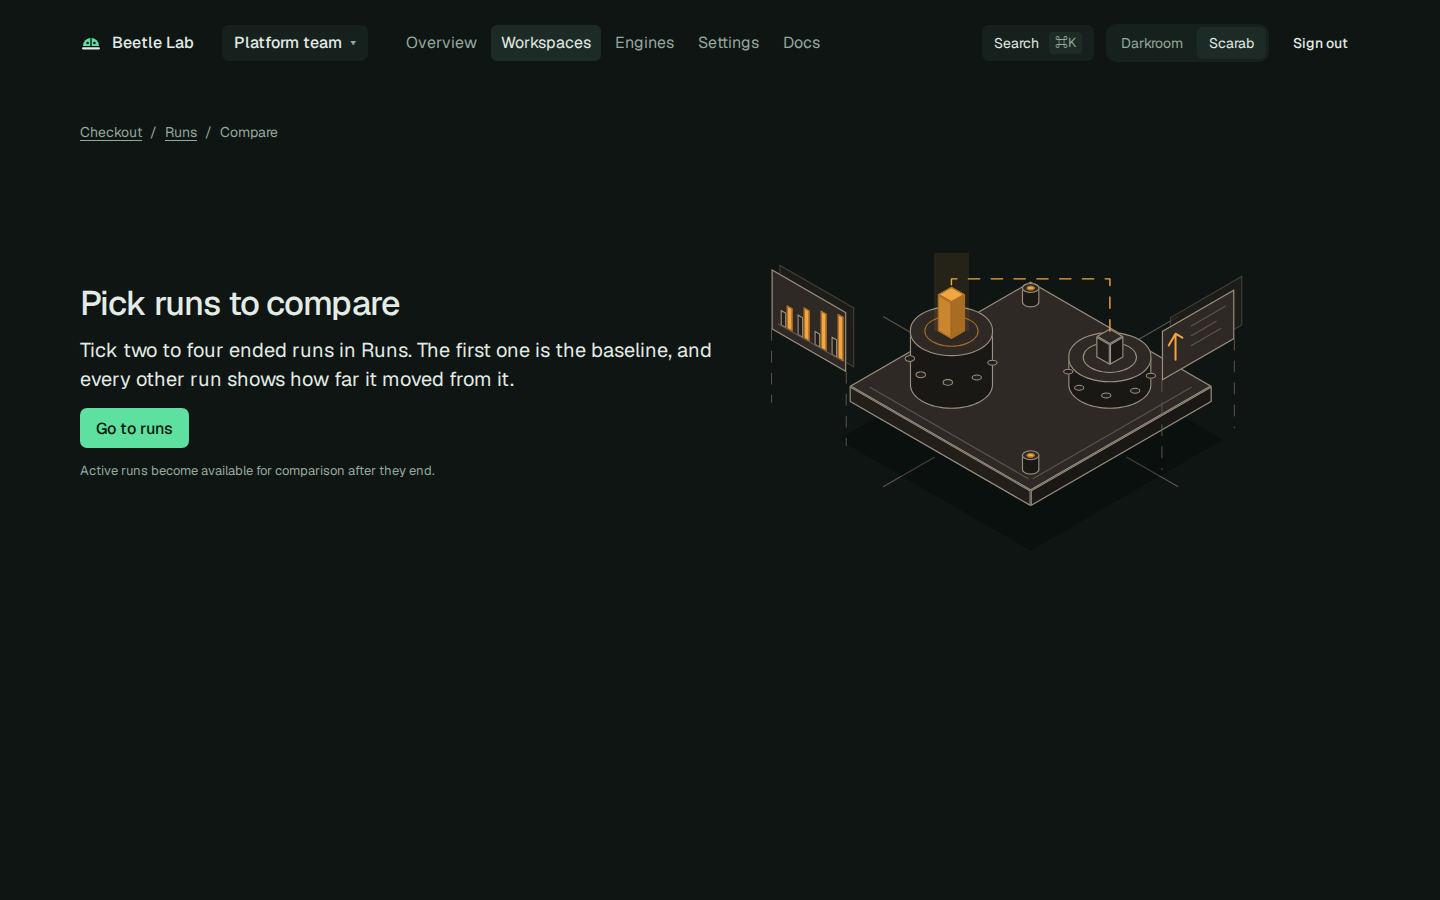 Beetle Lab
Platform team
Overview
Workspaces
Engines
Settings
Docs
Search ⌘K
Darkroom
Scarab
Sign out
Checkout / Runs / Compare
Pick runs to compare
Tick two to four ended runs in Runs. The first one is the baseline, and
every other run shows how far it moved from it.
Go to runs
Active runs become available for comparison after they end.